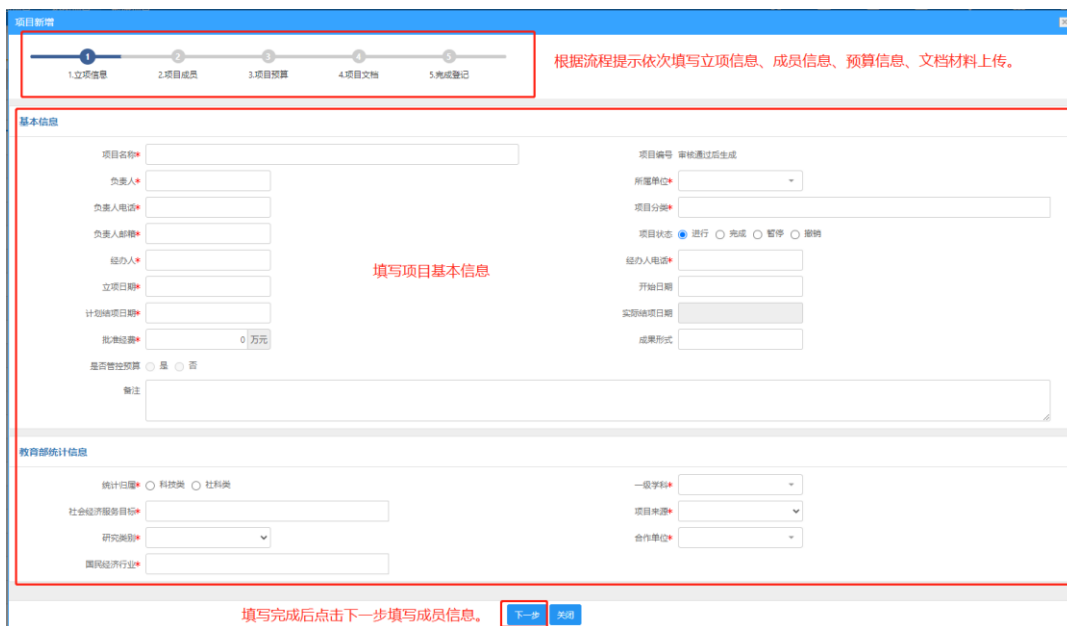 项目新增
1 2 3 4 5
1.立项信息 2.项目成员 3.项目预算 4.项目文档 5.完成登记
根据流程提示依次填写立项信息、成员信息、预算信息、文档材料上传。
基本信息
项目名称* 项目编号 审核通过后生成
负责人* 所属单位*
负责人电话* 项目分类*
负责人邮箱* 项目状态 进行 完成 暂停 撤销
经办人* 经办人电话*
填写项目基本信息
立项日期* 开始日期
计划结项日期* 实际结项日期
批准经费* 0 万元 成果形式
是否管控预算 是 否
备注
教育部统计信息
统计归属* 科技类 社科类 一级学科*
社会经济服务目标* 项目来源*
研究类别* 合作单位*
国民经济行业*
填写完成后点击下一步填写成员信息。 下一步 关闭